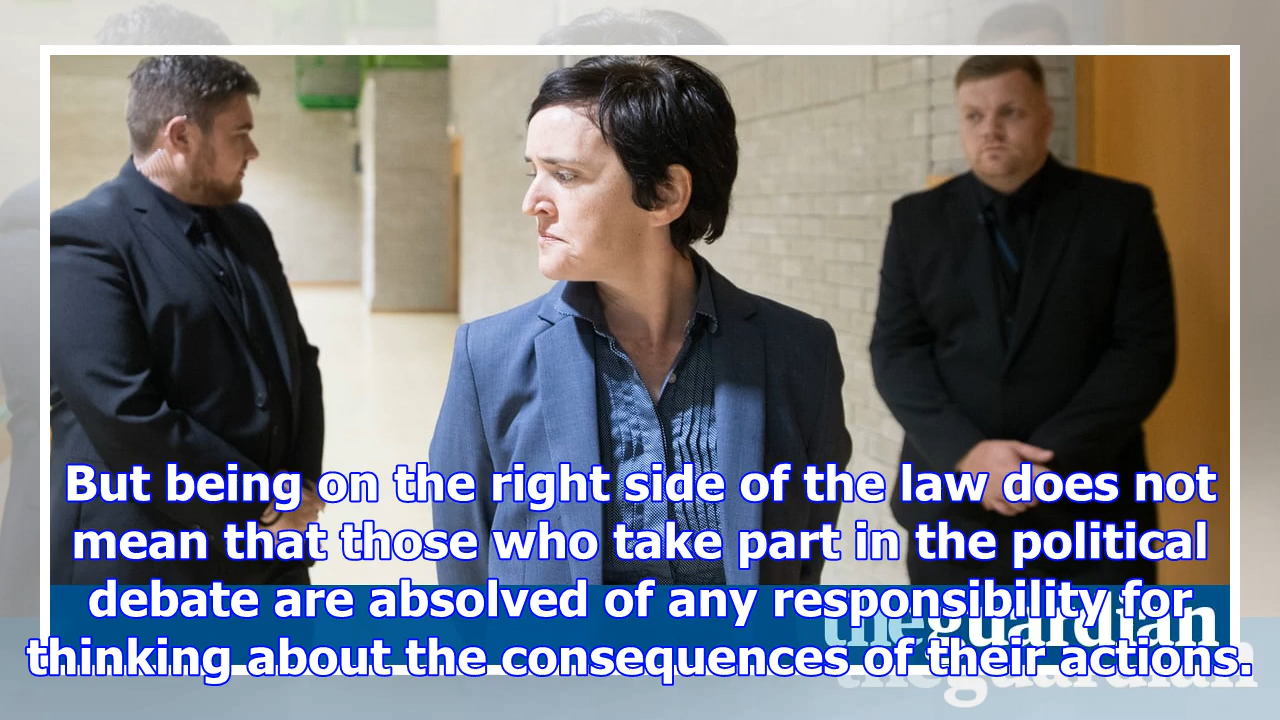 But being on the right side of the law does not
mean that those who take part in the political
debate are absolved of any responsibility for
thinking about the consequences of their actions.
theguardian
theguardian